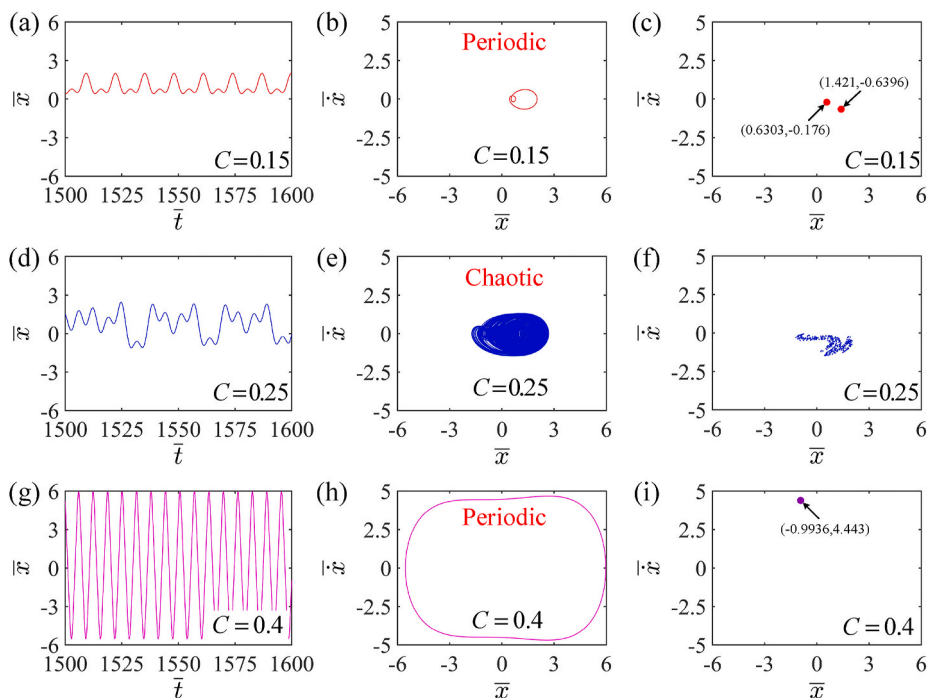 (a)
6
3
0
-3
-6
x̅
C=0.15
1500 1525 1550 1575 1600
t̅
(b)
5
2.5
0
-2.5
-5
ẋ̅
Periodic
C=0.15
-6 -3 0 3 6
x̅
(c)
5
2.5
0
-2.5
-5
ẋ̅
(1.421,-0.6396)
(0.6303,-0.176)
C=0.15
-6 -3 0 3 6
x̅
(d)
6
3
0
-3
-6
x̅
C=0.25
1500 1525 1550 1575 1600
t̅
(e)
5
2.5
0
-2.5
-5
ẋ̅
Chaotic
C=0.25
-6 -3 0 3 6
x̅
(f)
5
2.5
0
-2.5
-5
ẋ̅
C=0.25
-6 -3 0 3 6
x̅
(g)
6
3
0
-3
-6
x̅
C=0.4
1500 1525 1550 1575 1600
t̅
(h)
5
2.5
0
-2.5
-5
ẋ̅
Periodic
C=0.4
-6 -3 0 3 6
x̅
(i)
5
2.5
0
-2.5
-5
ẋ̅
(-0.9936,4.443)
C=0.4
-6 -3 0 3 6
x̅